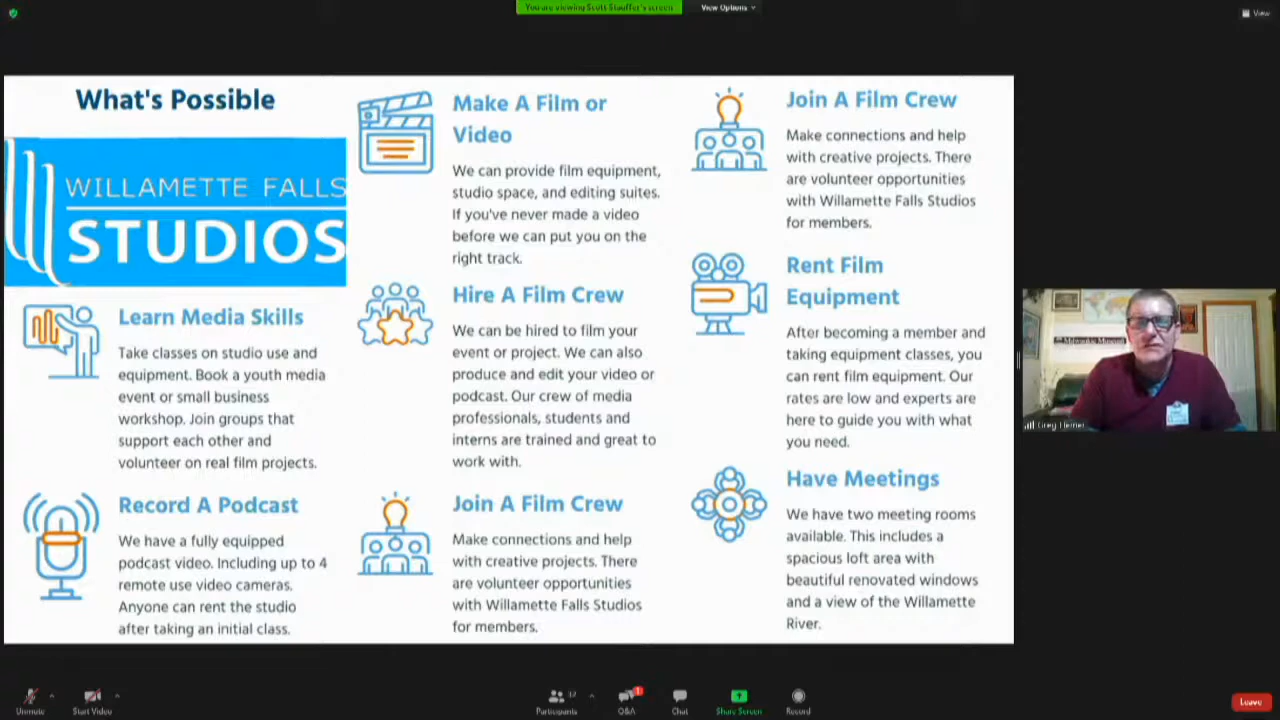 You are viewing Scott Stauffer's screen
View Options
View
What's Possible
WILLAMETTE FALLS
STUDIOS
Learn Media Skills
Take classes on studio use and
equipment. Book a youth media
event or small business
workshop. Join groups that
support each other and
volunteer on real film projects.
Record A Podcast
We have a fully equipped
podcast video. Including up to 4
remote use video cameras.
Anyone can rent the studio
after taking an initial class.
Make A Film or
Video
We can provide film equipment,
studio space, and editing suites.
If you've never made a video
before we can put you on the
right track.
Hire A Film Crew
We can be hired to film your
event or project. We can also
produce and edit your video or
podcast. Our crew of media
professionals, students and
interns are trained and great to
work with.
Join A Film Crew
Make connections and help
with creative projects. There
are volunteer opportunities
with Willamette Falls Studios
for members.
Join A Film Crew
Make connections and help
with creative projects. There
are volunteer opportunities
with Willamette Falls Studios
for members.
Rent Film
Equipment
After becoming a member and
taking equipment classes, you
can rent film equipment. Our
rates are low and experts are
here to guide you with what
you need.
Have Meetings
We have two meeting rooms
available. This includes a
spacious loft area with
beautiful renovated windows
and a view of the Willamette
River.
Milwaukie Museum
Greg Hemer
Unmute
Start Video
Participants
Q&A
1
Chat
Share Screen
Record
Leave